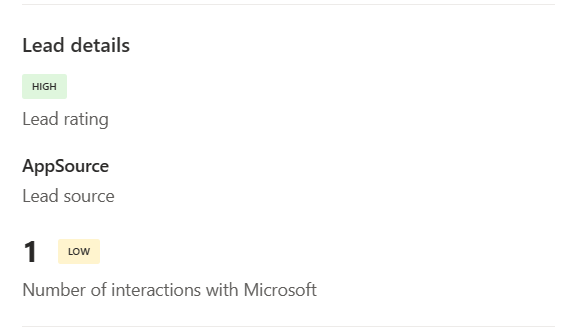 Lead details
HIGH
Lead rating
AppSource
Lead source
1 LOW
Number of interactions with Microsoft